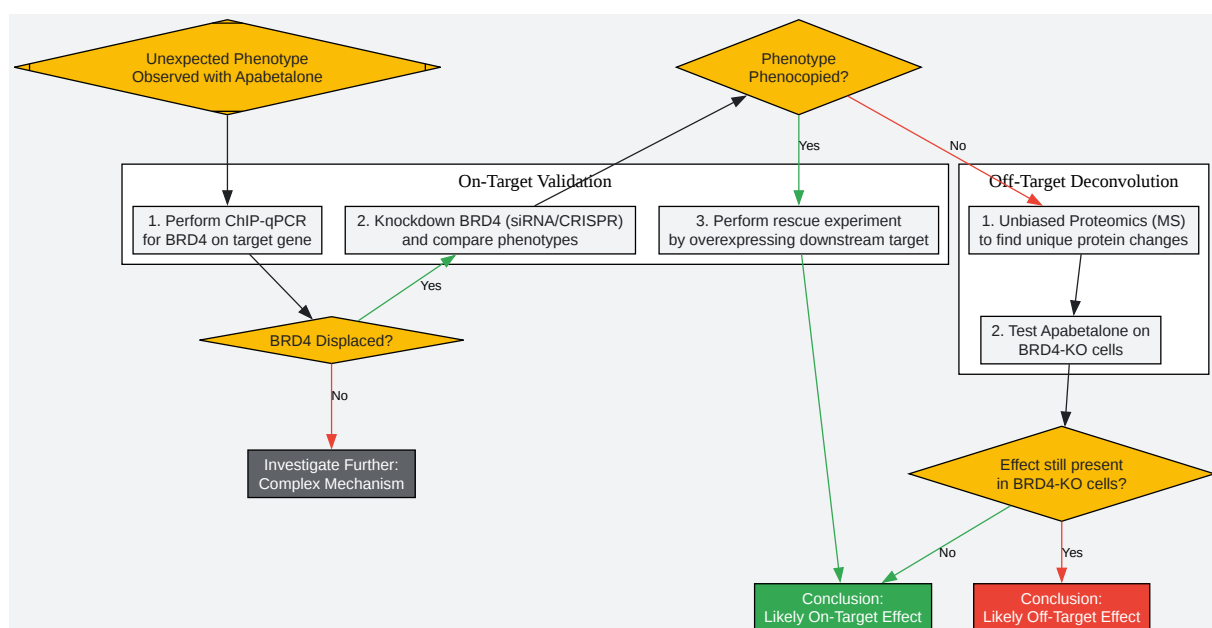 Unexpected Phenotype
Observed with Apabetalone
Phenotype
Phenocopied?
Yes
No
On-Target Validation
Off-Target Deconvolution
1. Perform ChIP-qPCR
for BRD4 on target gene
2. Knockdown BRD4 (siRNA/CRISPR)
and compare phenotypes
3. Perform rescue experiment
by overexpressing downstream target
1. Unbiased Proteomics (MS)
to find unique protein changes
Yes
BRD4 Displaced?
2. Test Apabetalone on
BRD4-KO cells
No
Investigate Further:
Complex Mechanism
Effect still present
in BRD4-KO cells?
No
Yes
Conclusion:
Likely On-Target Effect
Conclusion:
Likely Off-Target Effect